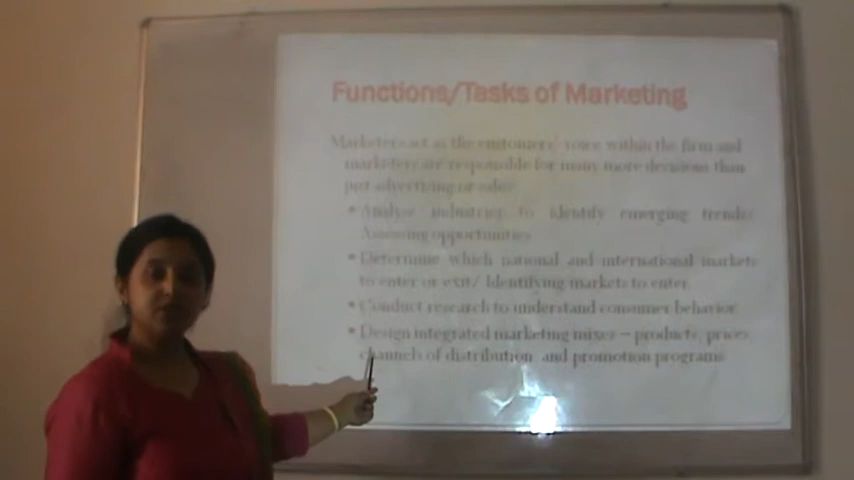 Functions/Tasks of Marketing
Marketers act as the customers' voice within the firm and
marketers are responsible for many more decisions than
just advertising or sales
• Analyse industries to identify emerging trends/
Assessing opportunities
• Determine which national and international markets
to enter or exit/ Identifying markets to enter
• Conduct research to understand consumer behavior
• Design integrated marketing mixes – products, prices,
channels of distribution and promotion programs